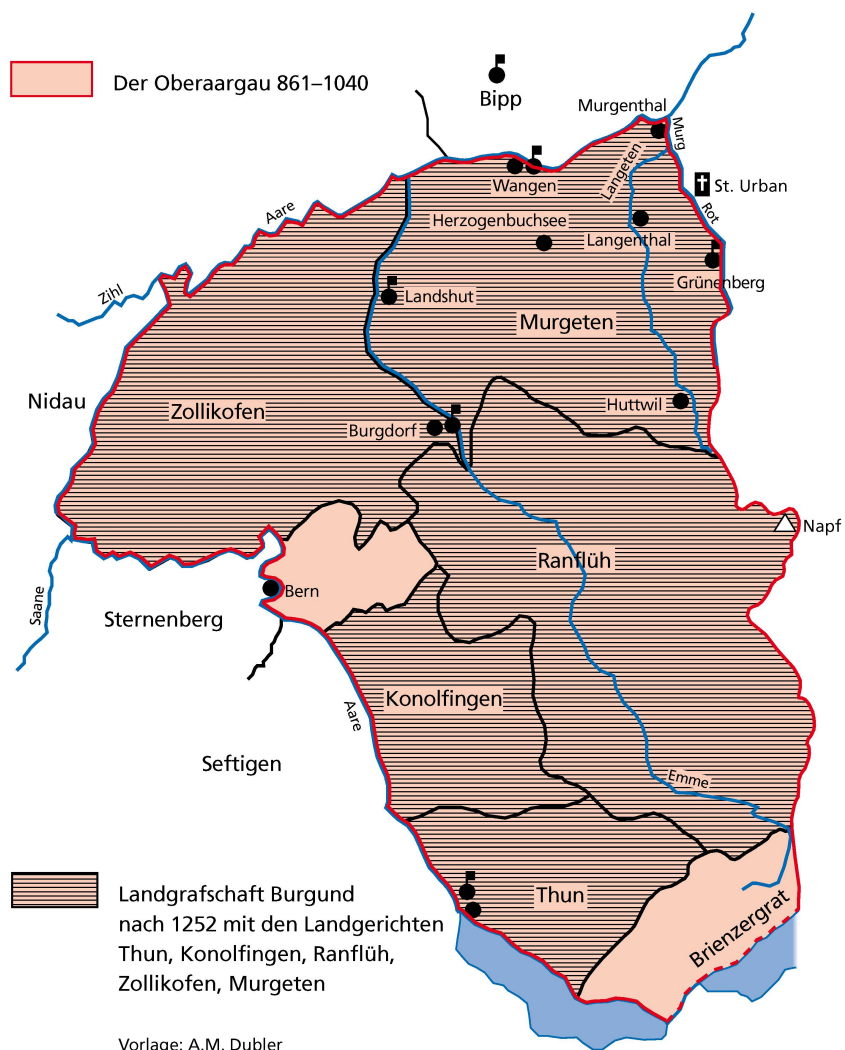 Der Oberaargau 861–1040
Bipp
Murgenthal
Murg
Langeten
St. Urban
Wangen
Rot
Aare
Herzogenbuchsee
Langenthal
Grünenberg
Zihl
Landshut
Murgeten
Nidau
Zollikofen
Huttwil
Burgdorf
Napf
Ranflüh
Saane
Bern
Sternenberg
Konolfingen
Aare
Seftigen
Emme
Thun
Brienzergrat
Landgrafschaft Burgund
nach 1252 mit den Landgerichten
Thun, Konolfingen, Ranflüh,
Zollikofen, Murgeten
Vorlage: A.M. Dubler